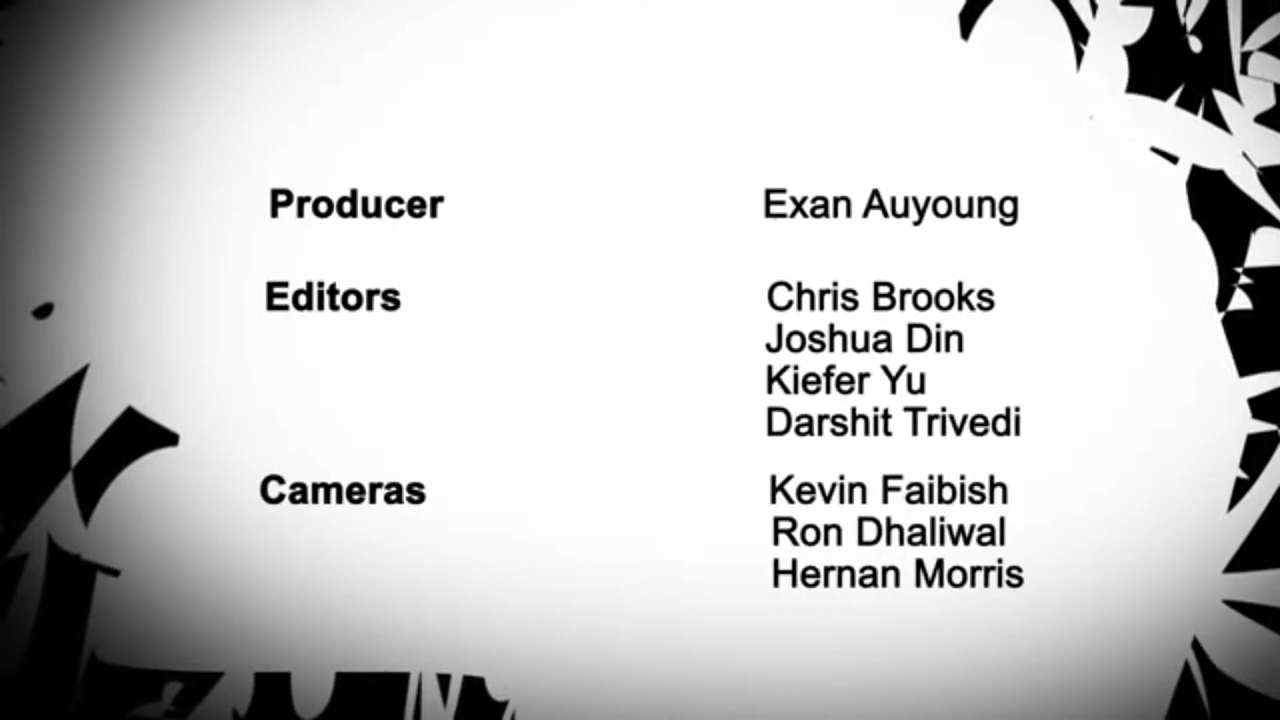 Producer Exan Auyoung
Editors Chris Brooks
Joshua Din
Kiefer Yu
Darshit Trivedi
Cameras Kevin Faibish
Ron Dhaliwal
Hernan Morris